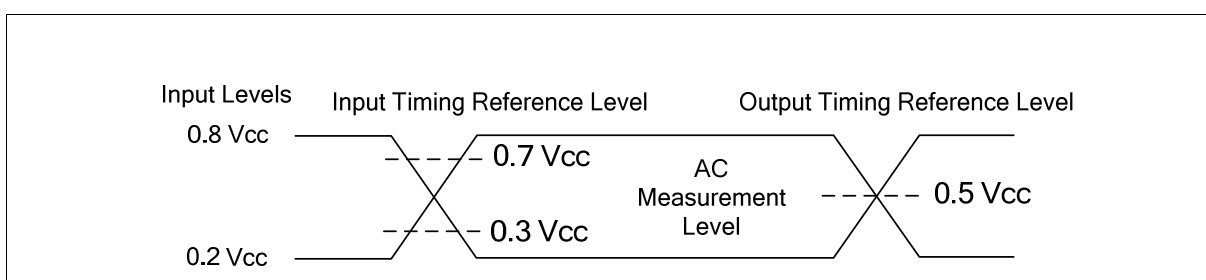 Input Levels
Input Timing Reference Level
Output Timing Reference Level
0.8 Vcc
0.7 Vcc
AC
Measurement
Level
0.5 Vcc
0.3 Vcc
0.2 Vcc